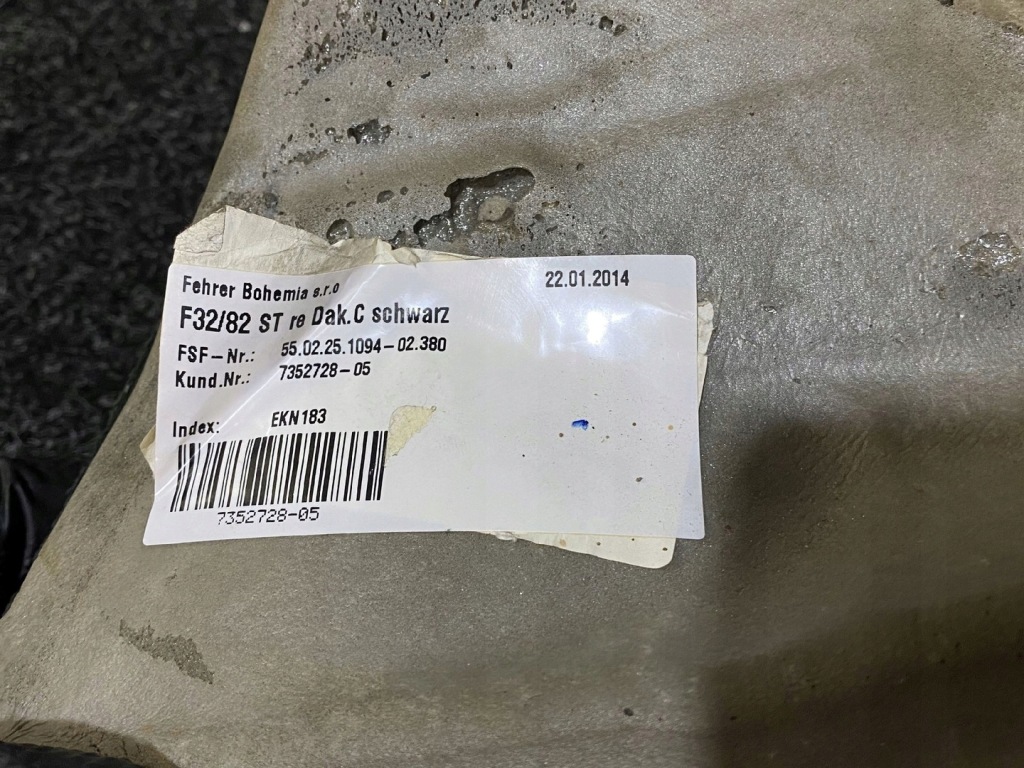 Fehrer Bohemia s.r.o
22.01.2014
F32/82 ST re Dak.C schwarz
FSF-Nr.: 55.02.25.1094-02.380
Kund.Nr.: 7352728-05
Index: EKN183
7352728-05